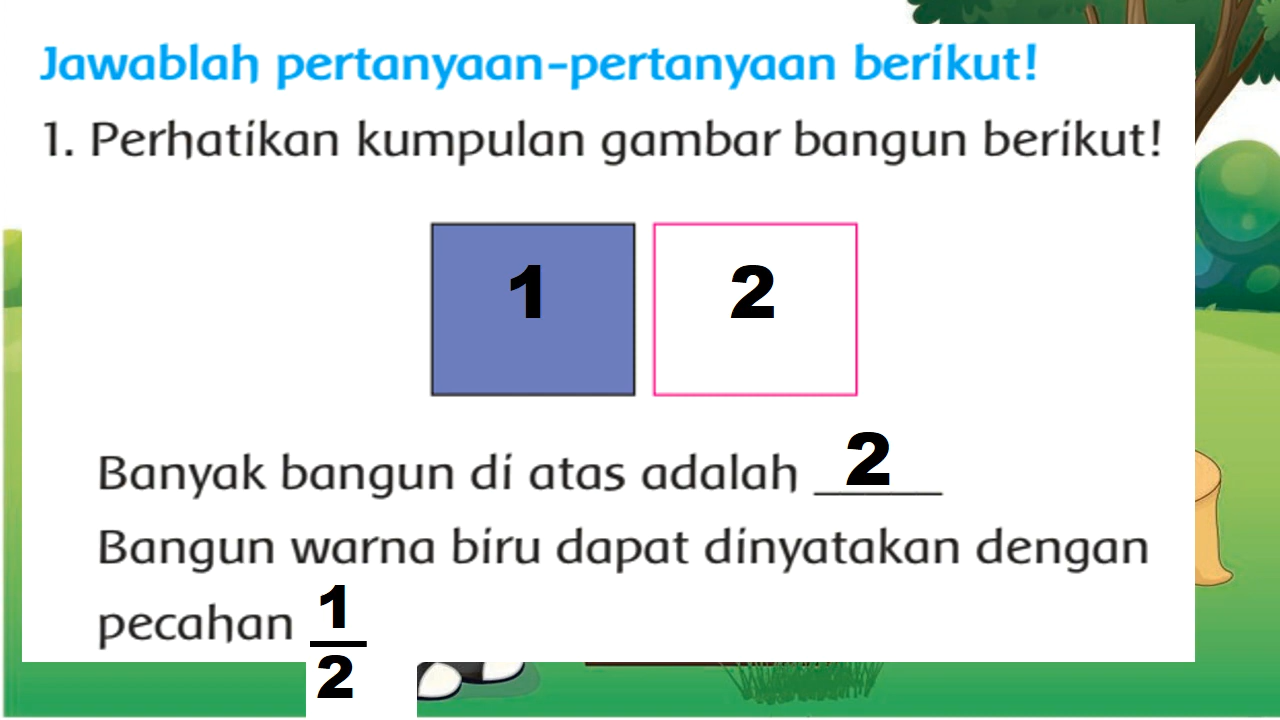 Jawablah pertanyaan-pertanyaan berikut!
1. Perhatikan kumpulan gambar bangun berikut!
1 2
Banyak bangun di atas adalah 2
Bangun warna biru dapat dinyatakan dengan
pecahan 1
2